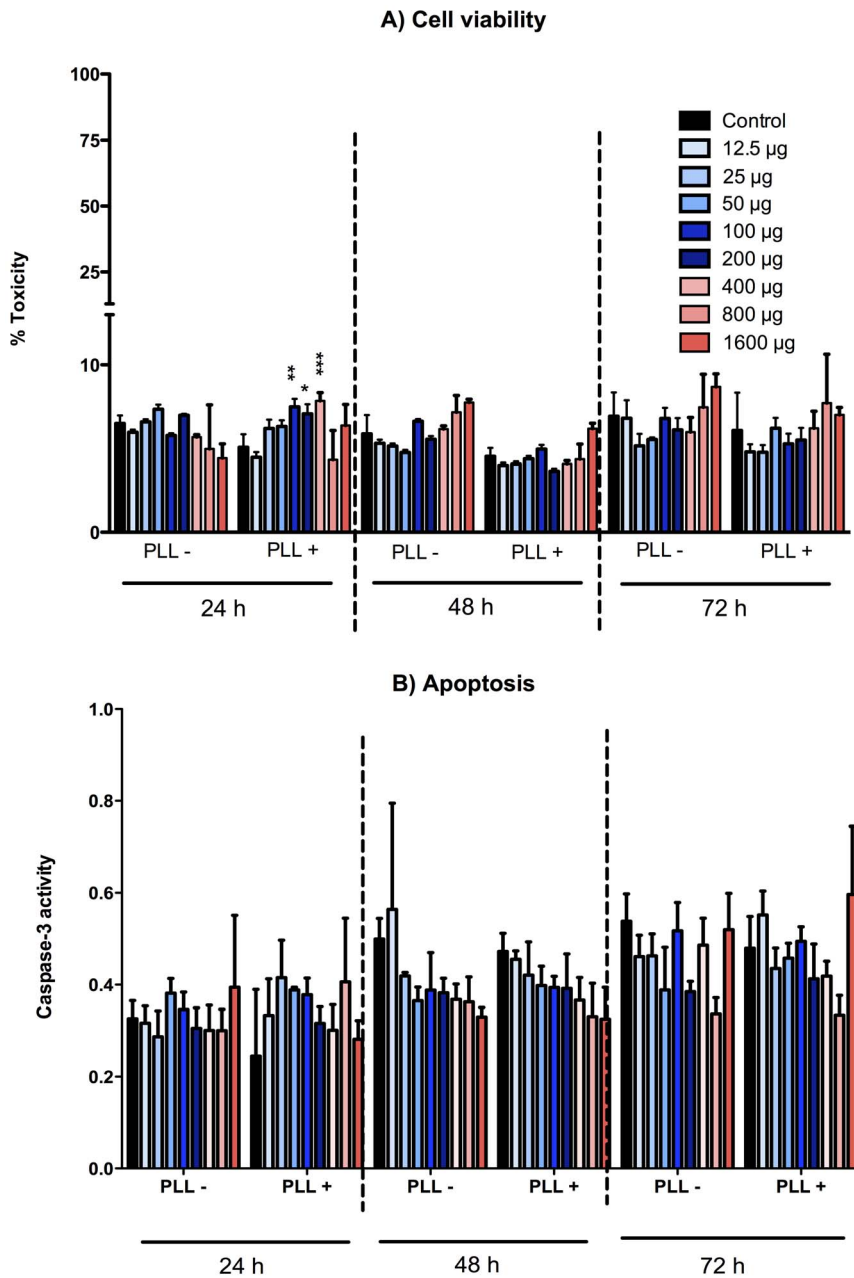 A) Cell viability
% Toxicity
100
75
50
25
10
0
Control
12.5 µg
25 µg
50 µg
100 µg
200 µg
400 µg
800 µg
1600 µg
** * ***
PLL - PLL + PLL - PLL + PLL - PLL +
24 h 48 h 72 h
B) Apoptosis
Caspase-3 activity
1.0
0.8
0.6
0.4
0.2
0.0
PLL - PLL + PLL - PLL + PLL - PLL +
24 h 48 h 72 h